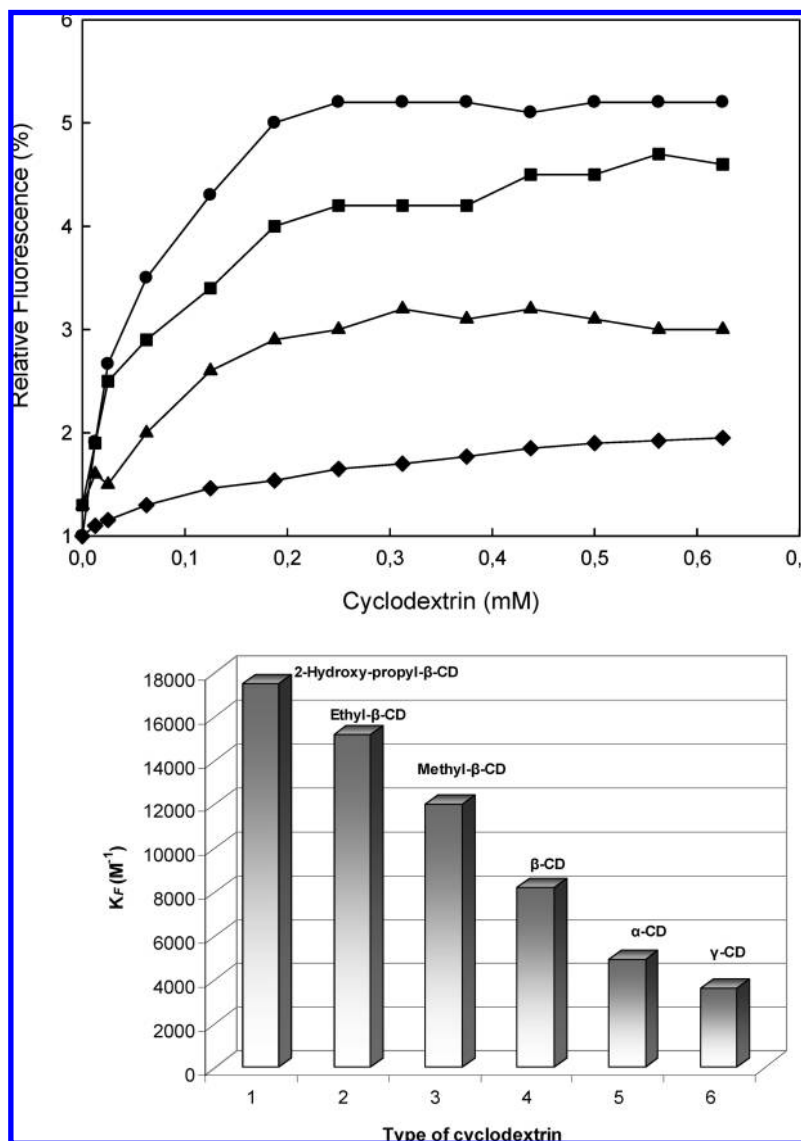 6
5
4
3
2
1
Relative Fluorescence (%)
0,0 0,1 0,2 0,3 0,4 0,5 0,6 0,
Cyclodextrin (mM)
18000
16000
14000
12000
10000
8000
6000
4000
2000
0
K_F (M⁻¹)
2-Hydroxy-propyl-β-CD
Ethyl-β-CD
Methyl-β-CD
β-CD
α-CD
γ-CD
1 2 3 4 5 6
Type of cyclodextrin